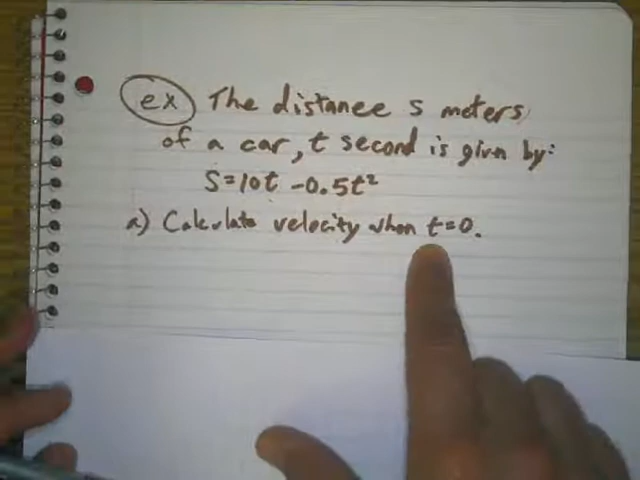 ex The distance s meters
of a car, t second is given by:
S=10t -0.5t²
a) Calculate velocity when t=0.